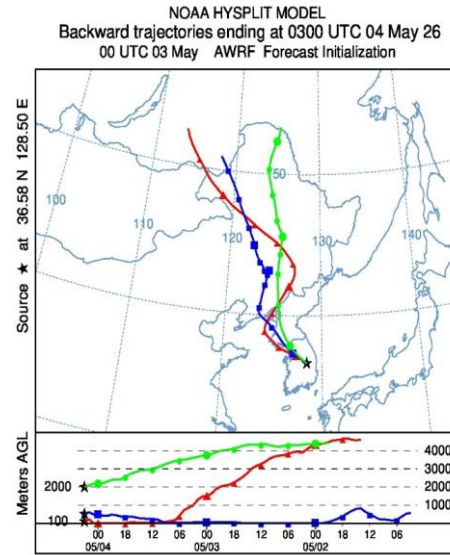 NOAA HYSPLIT MODEL
Backward trajectories ending at 0300 UTC 04 May 26
00 UTC 03 May AWRF Forecast Initialization
Source ★ at 36.58 N 128.50 E
100
110
120
130
140
50
Meters AGL
2000
100
4000
3000
2000
1000
00 18 12 06 00 18 12 06 00 18 12 06
05/04 05/03 05/02